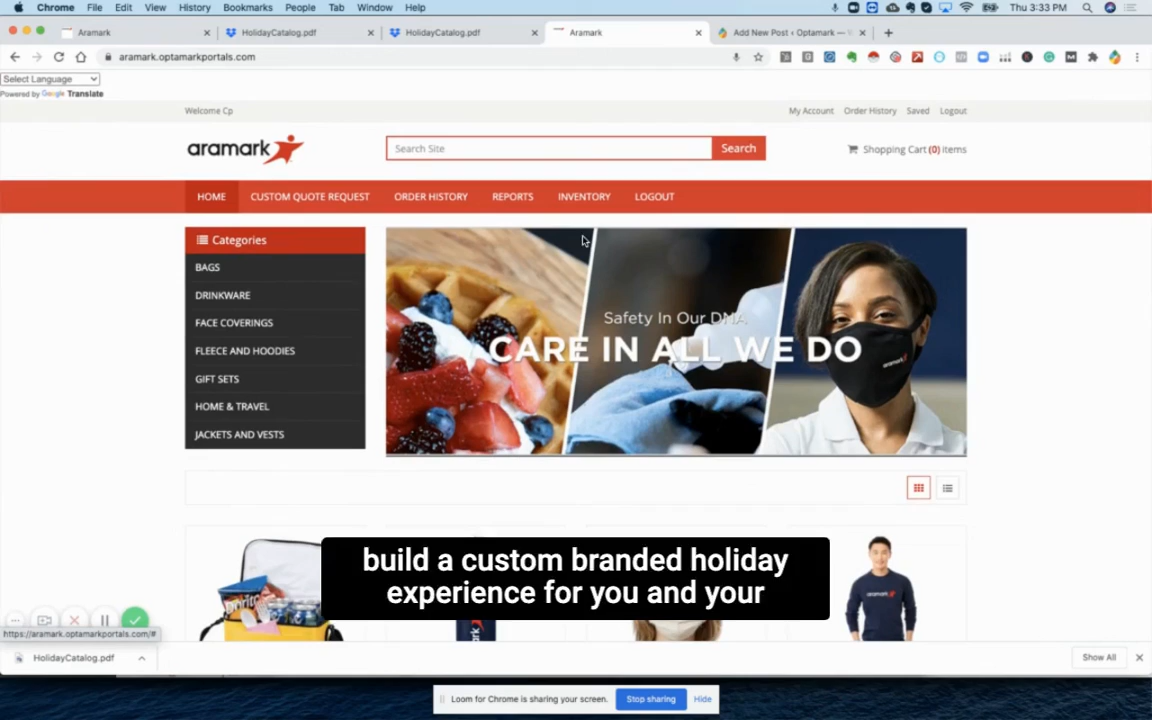 Chrome File Edit View History Bookmarks People Tab Window Help Thu 3:33 PM
Aramark
HolidayCatalog.pdf
HolidayCatalog.pdf
Aramark
Add New Post ‹ Optamark —
aramark.optamarkportals.com
Select Language
Powered by Google Translate
Welcome Cp
My Account Order History Saved Logout
aramark
Search Site
Search
Shopping Cart (0) items
HOME CUSTOM QUOTE REQUEST ORDER HISTORY REPORTS INVENTORY LOGOUT
Categories
BAGS
DRINKWARE
FACE COVERINGS
FLEECE AND HOODIES
GIFT SETS
HOME & TRAVEL
JACKETS AND VESTS
Safety In Our DNA
CARE IN ALL WE DO
aramark
Doritos
aramark
build a custom branded holiday
experience for you and your
https://aramark.optamarkportals.com/#
HolidayCatalog.pdf
Show All
Loom for Chrome is sharing your screen.
Stop sharing
Hide